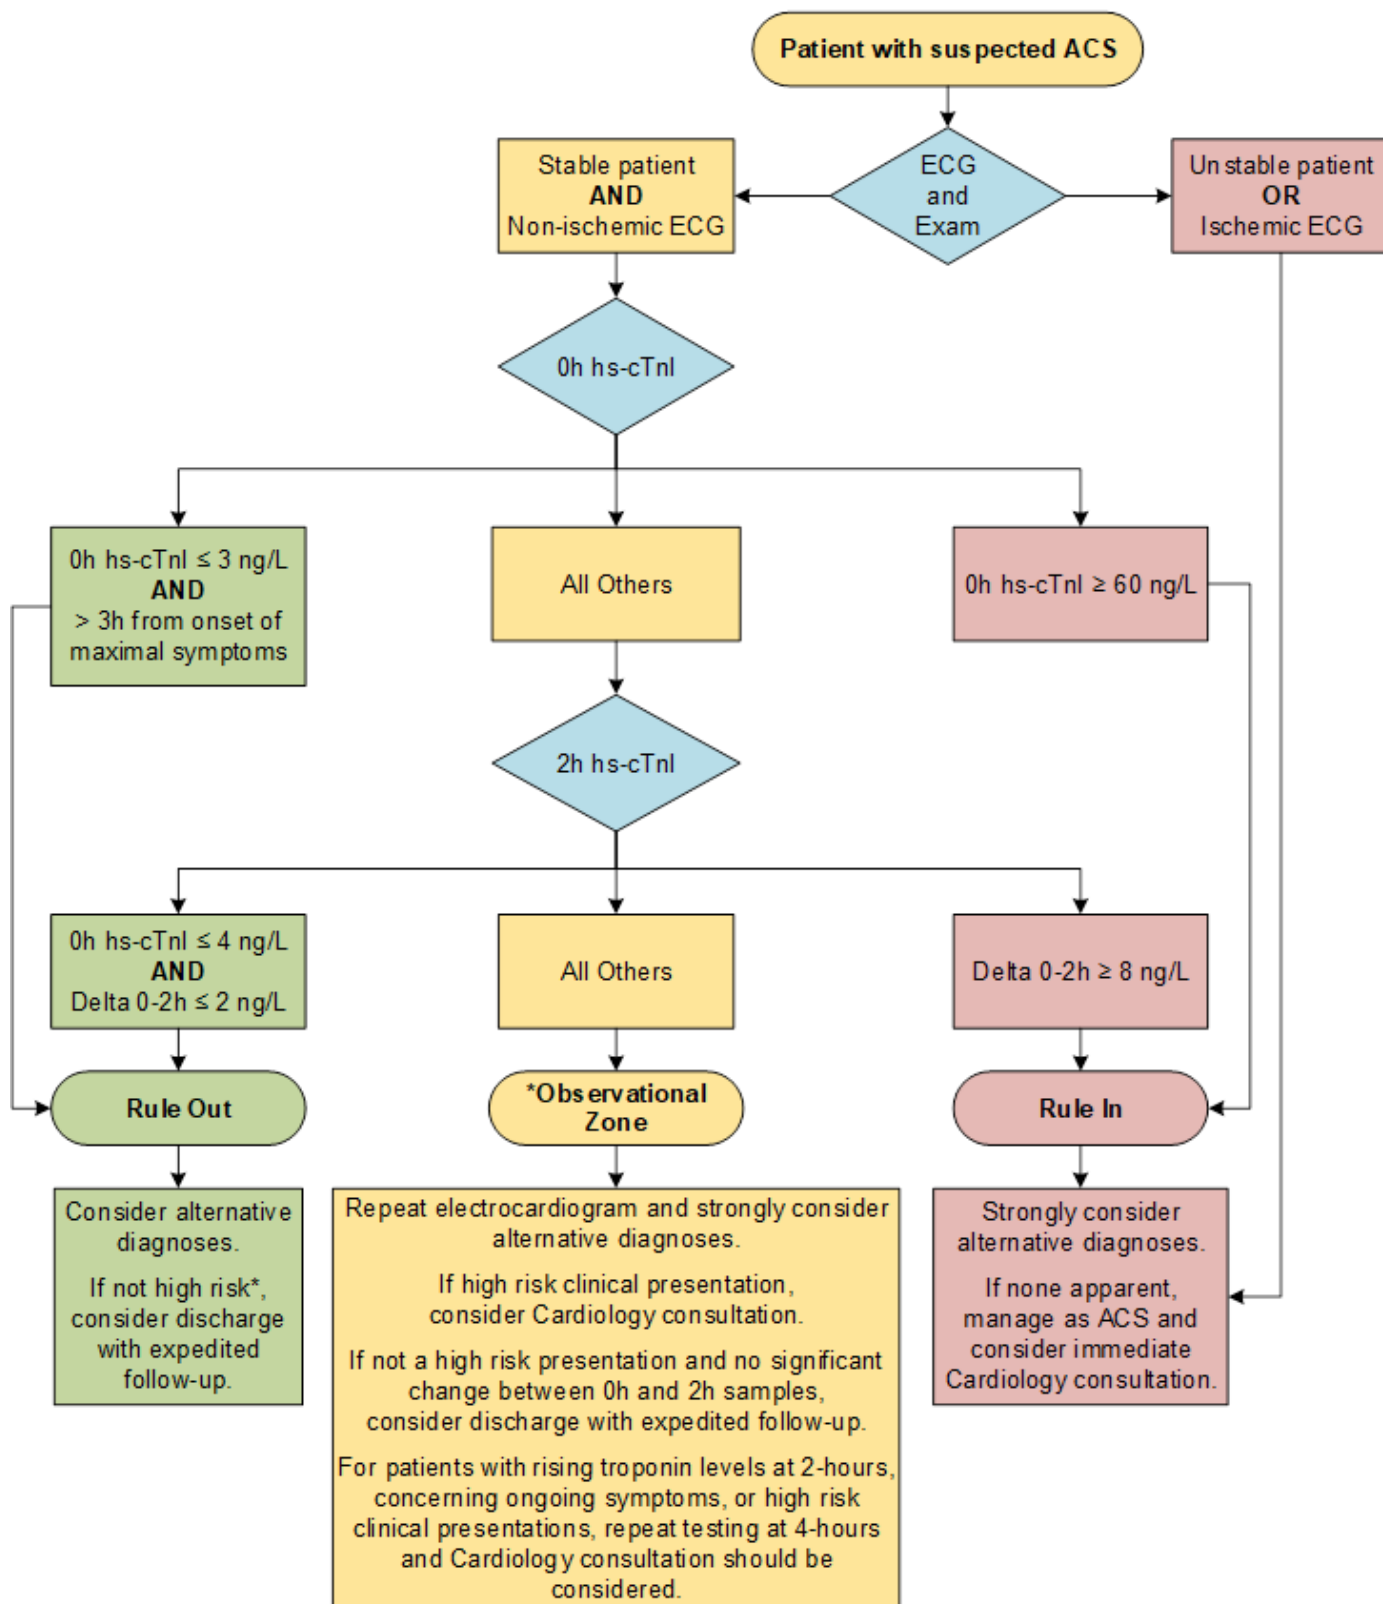 Patient with suspected ACS
Stable patient
AND
Non-ischemic ECG
ECG
and
Exam
Unstable patient
OR
Ischemic ECG
0h hs-cTnI
0h hs-cTnI ≤ 3 ng/L
AND
> 3h from onset of
maximal symptoms
All Others
0h hs-cTnI ≥ 60 ng/L
2h hs-cTnI
0h hs-cTnI ≤ 4 ng/L
AND
Delta 0-2h ≤ 2 ng/L
All Others
Delta 0-2h ≥ 8 ng/L
Rule Out
*Observational
Zone
Rule In
Consider alternative
diagnoses.
If not high risk*,
consider discharge
with expedited
follow-up.
Repeat electrocardiogram and strongly consider
alternative diagnoses.
If high risk clinical presentation,
consider Cardiology consultation.
If not a high risk presentation and no significant
change between 0h and 2h samples,
consider discharge with expedited follow-up.
For patients with rising troponin levels at 2-hours,
concerning ongoing symptoms, or high risk
clinical presentations, repeat testing at 4-hours
and Cardiology consultation should be
considered.
Strongly consider
alternative diagnoses.
If none apparent,
manage as ACS and
consider immediate
Cardiology consultation.